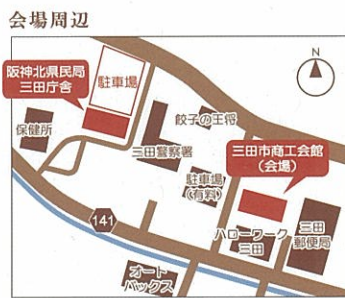 会場周辺
N
阪神北県民局
三田庁舎
駐車場
保健所
餃子の王将
三田警察署
三田市商工会館
(会場)
駐車場
(有料)
141
ハローワーク
三田
三田
郵便局
オート
バックス